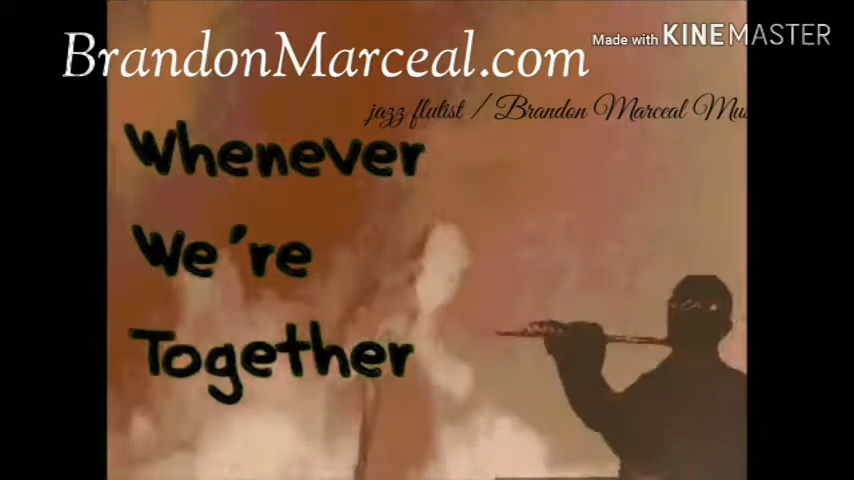 BrandonMarceal.com
Made with KINEMASTER
jazz flutist / Brandon Marceal
Whenever
We're
Together